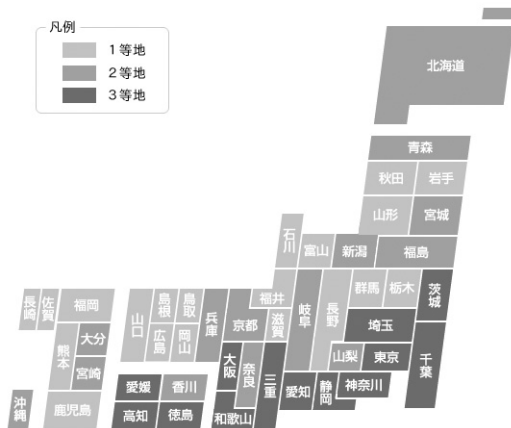 凡例
1等地
2等地
3等地
北海道
青森
秋田
岩手
山形
宮城
石川
富山
新潟
福島
福井
岐阜
長野
群馬
栃木
茨城
埼玉
長崎
佐賀
福岡
山口
島根
鳥取
兵庫
京都
滋賀
広島
岡山
山梨
東京
千葉
熊本
大分
宮崎
大阪
奈良
三重
愛知
静岡
神奈川
愛媛
香川
沖縄
鹿児島
高知
徳島
和歌山